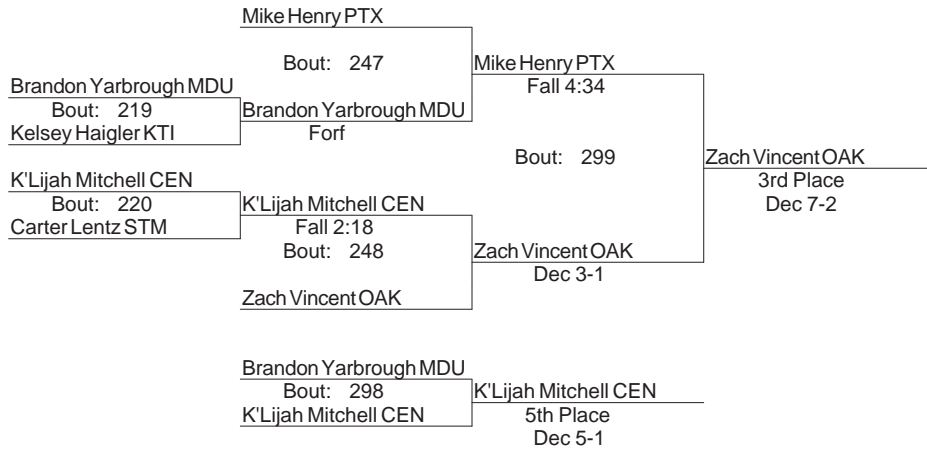 Mike Henry PTX
Bout: 247
Mike Henry PTX
Fall 4:34
Brandon Yarbrough MDU
Bout: 219
Kelsey Haigler KTI
Brandon Yarbrough MDU
Forf
Bout: 299
Zach Vincent OAK
3rd Place
Dec 7-2
K'Lijah Mitchell CEN
Bout: 220
Carter Lentz STM
K'Lijah Mitchell CEN
Fall 2:18
Bout: 248
Zach Vincent OAK
Dec 3-1
Zach Vincent OAK
Brandon Yarbrough MDU
Bout: 298
K'Lijah Mitchell CEN
K'Lijah Mitchell CEN
5th Place
Dec 5-1